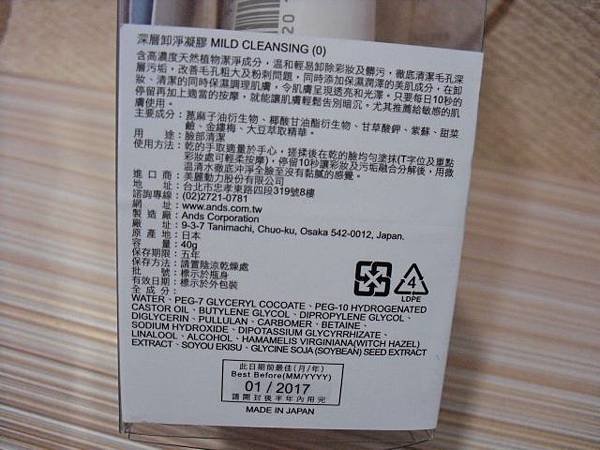 20
深層卸淨凝膠 MILD CLEANSING (0)
含高濃度天然植物潔淨成分，溫和輕易卸除彩妝及髒污，徹底清潔毛孔深
層污垢，改善毛孔粗大及粉刺問題，同時添加保濕潤澤的美肌成分，在卸
妝、清潔的同時保濕調理肌膚，令肌膚呈現透亮和光澤。只要每日10秒的
停留再加上適當的按摩，就能讓肌膚輕鬆告別暗沉。尤其推薦給敏感的肌
膚使用。
主要成分：蓖麻子油衍生物、椰酸甘油酯衍生物、甘草酸鉀、紫蘇、甜菜
鹼、金縷梅、大豆萃取精華。
用　　途：臉部清潔
使用方法：乾的手取適量於手心，搓揉後在乾的臉均勻塗抹(T字位及重點
彩妝處可輕柔按摩)，停留10秒讓彩妝及污垢融合分解後，用微
溫清水徹底沖淨全臉至沒有黏膩的感覺。
進 口 商：美麗動力股份有限公司
地　　址：台北市忠孝東路四段319號8樓
諮詢專線：(02)2721-0781
網　　址：www.ands.com.tw
製 造 廠：Ands Corporation
廠　　址：9-3-7 Tanimachi, Chuo-ku, Osaka 542-0012, Japan.
原 產 地：日本
容　　量：40g
保存期限：五年
保存方法：請置陰涼乾燥處
批　　號：標示於瓶身
有效日期：標示於外包裝
全 成 分：
WATER、PEG-7 GLYCERYL COCOATE、PEG-10 HYDROGENATED
CASTOR OIL、BUTYLENE GLYCOL、DIPROPYLENE GLYCOL、
DIGLYCERIN、PULLULAN、CARBOMER、BETAINE、
SODIUM HYDROXIDE、DIPOTASSIUM GLYCYRRHIZATE、
LINALOOL、ALCOHOL、HAMAMELIS VIRGINIANA(WITCH HAZEL)
EXTRACT、SOYOU EKISU、GLYCINE SOJA (SOYBEAN) SEED EXTRACT
4
LDPE
此日期前最佳(月/年)
Best Before(MM/YYYY)
01 / 2017
請開封後半年內用完
MADE IN JAPAN